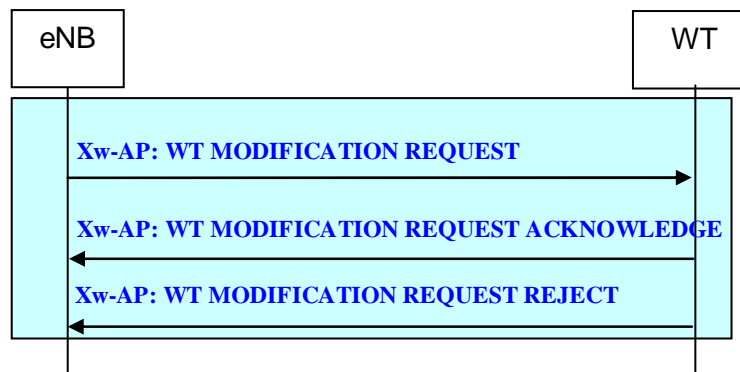 eNB
WT
Xw-AP: WT MODIFICATION REQUEST
Xw-AP: WT MODIFICATION REQUEST ACKNOWLEDGE
Xw-AP: WT MODIFICATION REQUEST REJECT